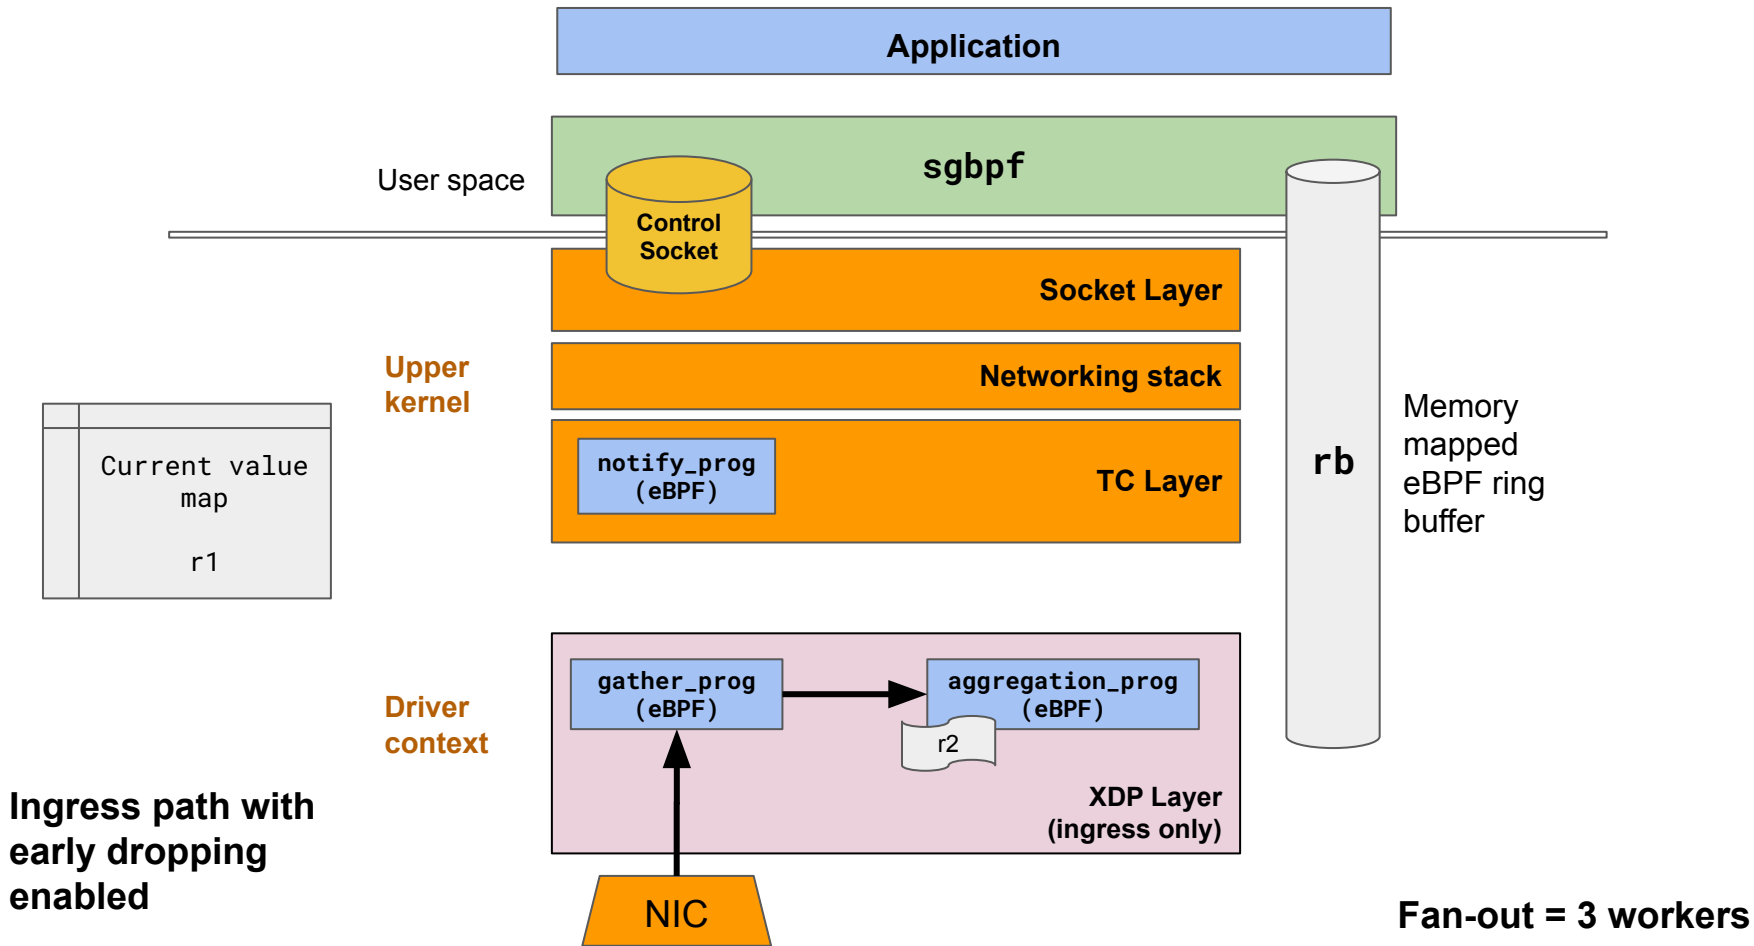 Application
sgbpf
User space
Control
Socket
Socket Layer
Upper
kernel
Networking stack
Current value
map
r1
notify_prog
(eBPF)
TC Layer
rb
Memory
mapped
eBPF ring
buffer
Driver
context
gather_prog
(eBPF)
aggregation_prog
(eBPF)
r2
XDP Layer
(ingress only)
Ingress path with
early dropping
enabled
NIC
Fan-out = 3 workers